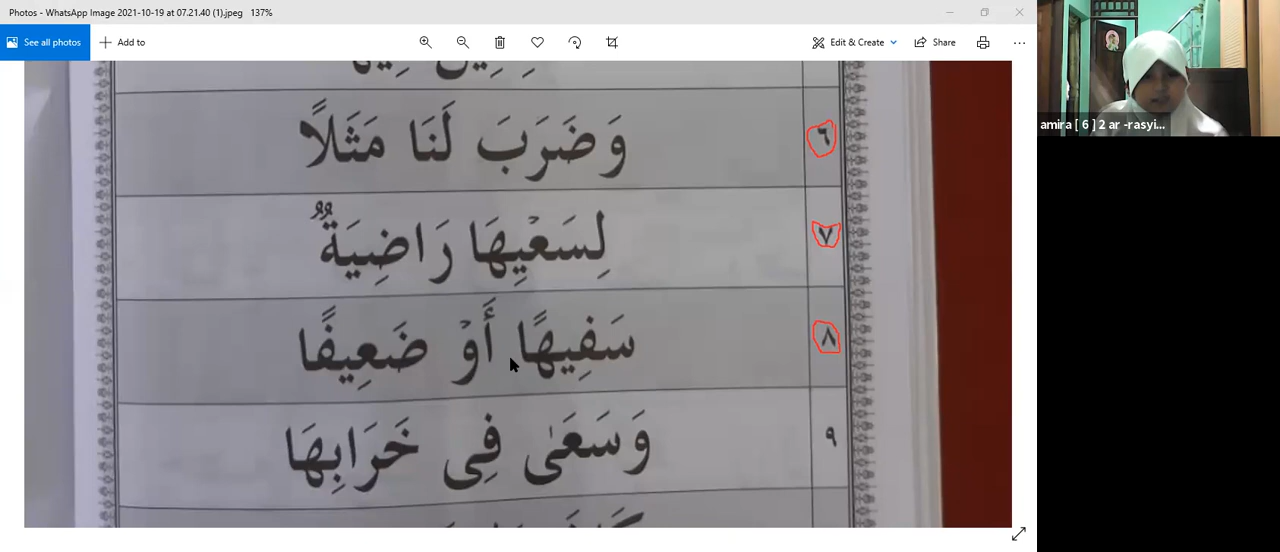 Photos - WhatsApp Image 2021-10-19 at 07.21.40 (1).jpeg 137%
See all photos
Add to
Edit & Create
Share
amira [ 6 ] 2 ar -rasyi...
٦ وَضَرَبَ لَنَا مَثَلًا
٧ لِسَعْيِهَا رَاضِيَةٌ
٨ سَفِيهًا أَوْ ضَعِيفًا
٩ وَسَعَىٰ فِى خَرَابِهَا